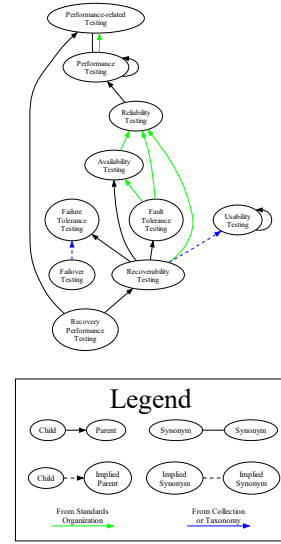 Performance-related
Testing
Performance
Testing
Reliability
Testing
Availability
Testing
Failure
Tolerance
Testing
Fault
Tolerance
Testing
Usability
Testing
Failover
Testing
Recoverability
Testing
Recovery
Performance
Testing
Legend
Child
Parent
Synonym
Synonym
Child
Implied
Parent
Implied
Synonym
Implied
Synonym
From Standards
Organization
From Collection
or Taxonomy